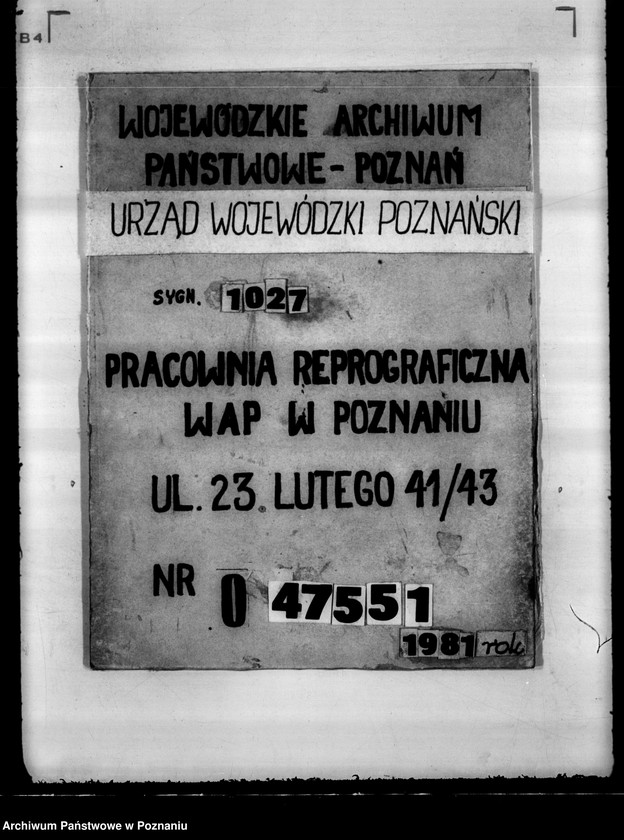 B4
WOJEWÓDZKIE ARCHIWUM
PAŃSTWOWE - POZNAŃ
URZĄD WOJEWÓDZKI POZNAŃSKI
SYGN. 1027
PRACOWNIA REPROGRAFICZNA
WAP W POZNANIU
UL. 23 LUTEGO 41/43
NR 0 47551
1981 rok
Archiwum Państwowe w Poznaniu